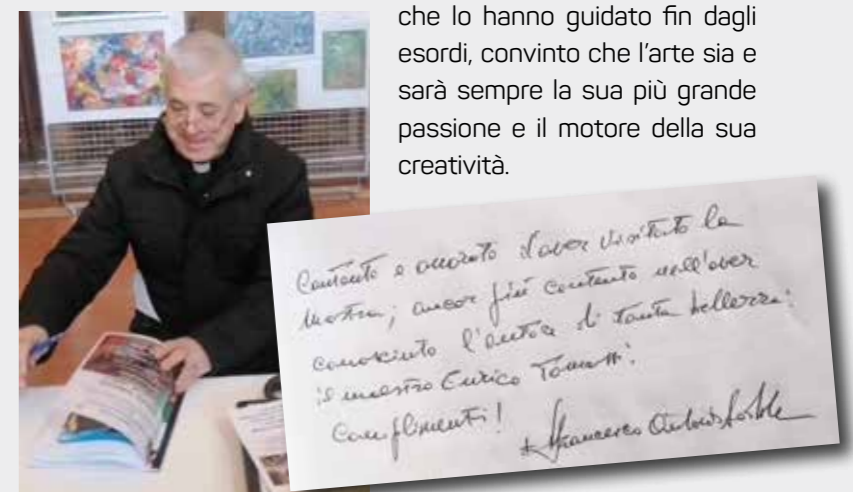 che lo hanno guidato fin dagli
esordi, convinto che l'arte sia e
sarà sempre la sua più grande
passione e il motore della sua
creatività.
Contento e onorato d'aver visitato la
mostra; ancor più contento nell'aver
conosciuto l'autore di tanta bellezza:
il maestro Enrico
Complimenti!
+ Francesco Antonio